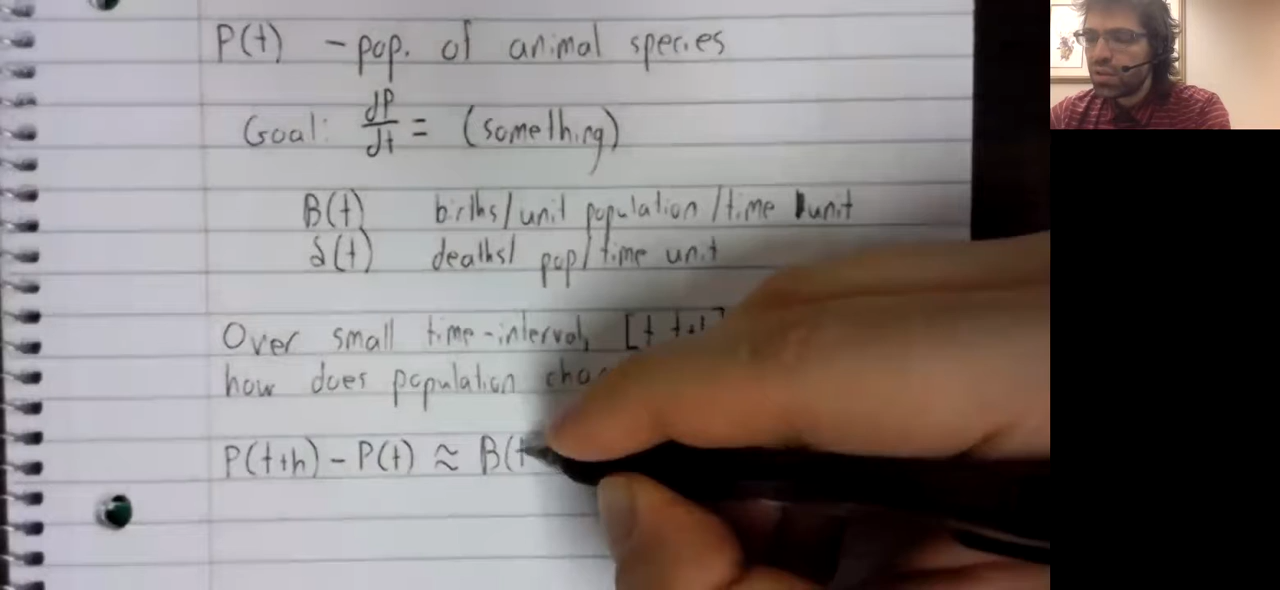 P(t) - pop. of animal species
Goal: dP/dt = (something)
B(t) births/unit population/time unit
δ(t) deaths/ pop/time unit
Over small time-interval, [t
how does population
P(t+h) - P(t) ≈ B(t